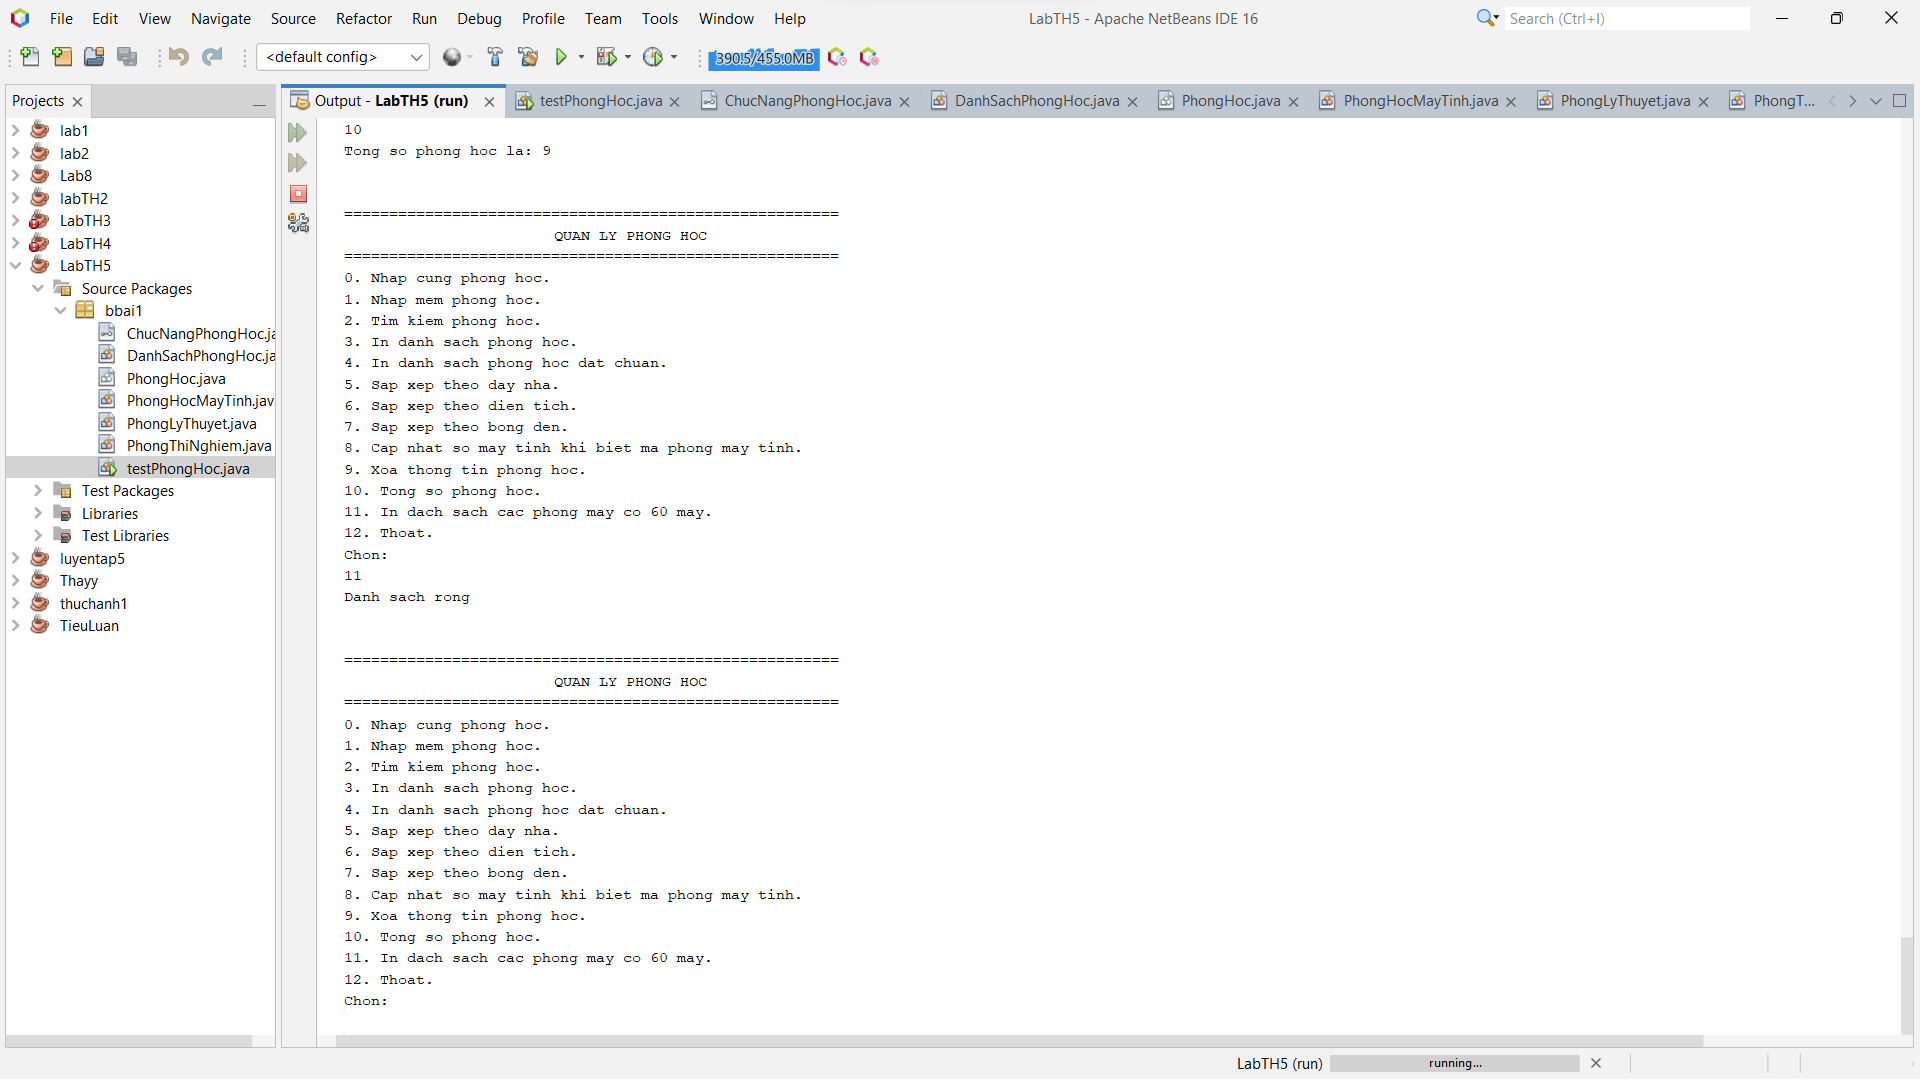 File Edit View Navigate Source Refactor Run Debug Profile Team Tools Window Help
LabTH5 - Apache NetBeans IDE 16
Search (Ctrl+I)
<default config>
390.5/455.0MB
Projects
Output - LabTH5 (run)
testPhongHoc.java
ChucNangPhongHoc.java
DanhSachPhongHoc.java
PhongHoc.java
PhongHocMayTinh.java
PhongLyThuyet.java
PhongT...
lab1
lab2
Lab8
labTH2
LabTH3
LabTH4
LabTH5
Source Packages
bbai1
ChucNangPhongHoc.ja
DanhSachPhongHoc.ja
PhongHoc.java
PhongHocMayTinh.jav
PhongLyThuyet.java
PhongThiNghiem.java
testPhongHoc.java
Test Packages
Libraries
Test Libraries
luyentap5
Thayy
thuchanh1
TieuLuan
10
Tong so phong hoc la: 9
=======================================================
QUAN LY PHONG HOC
=======================================================
0. Nhap cung phong hoc.
1. Nhap mem phong hoc.
2. Tim kiem phong hoc.
3. In danh sach phong hoc.
4. In danh sach phong hoc dat chuan.
5. Sap xep theo day nha.
6. Sap xep theo dien tich.
7. Sap xep theo bong den.
8. Cap nhat so may tinh khi biet ma phong may tinh.
9. Xoa thong tin phong hoc.
10. Tong so phong hoc.
11. In dach sach cac phong may co 60 may.
12. Thoat.
Chon:
11
Danh sach rong
=======================================================
QUAN LY PHONG HOC
=======================================================
0. Nhap cung phong hoc.
1. Nhap mem phong hoc.
2. Tim kiem phong hoc.
3. In danh sach phong hoc.
4. In danh sach phong hoc dat chuan.
5. Sap xep theo day nha.
6. Sap xep theo dien tich.
7. Sap xep theo bong den.
8. Cap nhat so may tinh khi biet ma phong may tinh.
9. Xoa thong tin phong hoc.
10. Tong so phong hoc.
11. In dach sach cac phong may co 60 may.
12. Thoat.
Chon:
LabTH5 (run)
running...